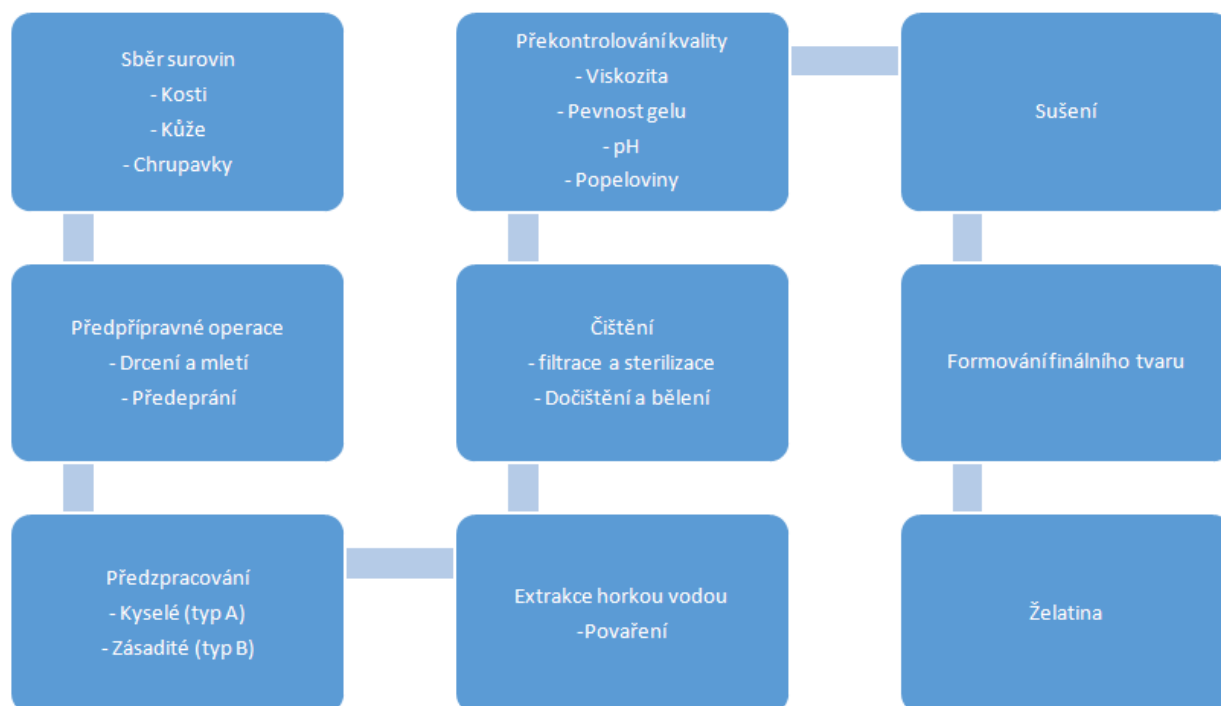 Sběr surovin
- Kosti
- Kůže
- Chrupavky
Předpřípravné operace
- Drcení a mletí
- Předeprání
Předzpracování
- Kyselé (typ A)
- Zásadité (typ B)
Extrakce horkou vodou
-Povaření
Čištění
- filtrace a sterilizace
- Dočištění a bělení
Překontrolování kvality
- Viskozita
- Pevnost gelu
- pH
- Popeloviny
Sušení
Formování finálního tvaru
Želatina